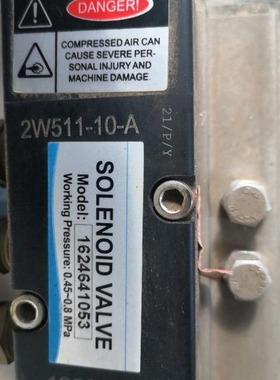 DANGER!
COMPRESSED AIR CAN
CAUSE SEVERE PER-
SONAL INJURY AND
MACHINE DAMAGE.
2W511-10-A
21/P/Y
SOLENOID VALVE
Model: 1624641053
Working Pressure: 0.45~0.8 MPa